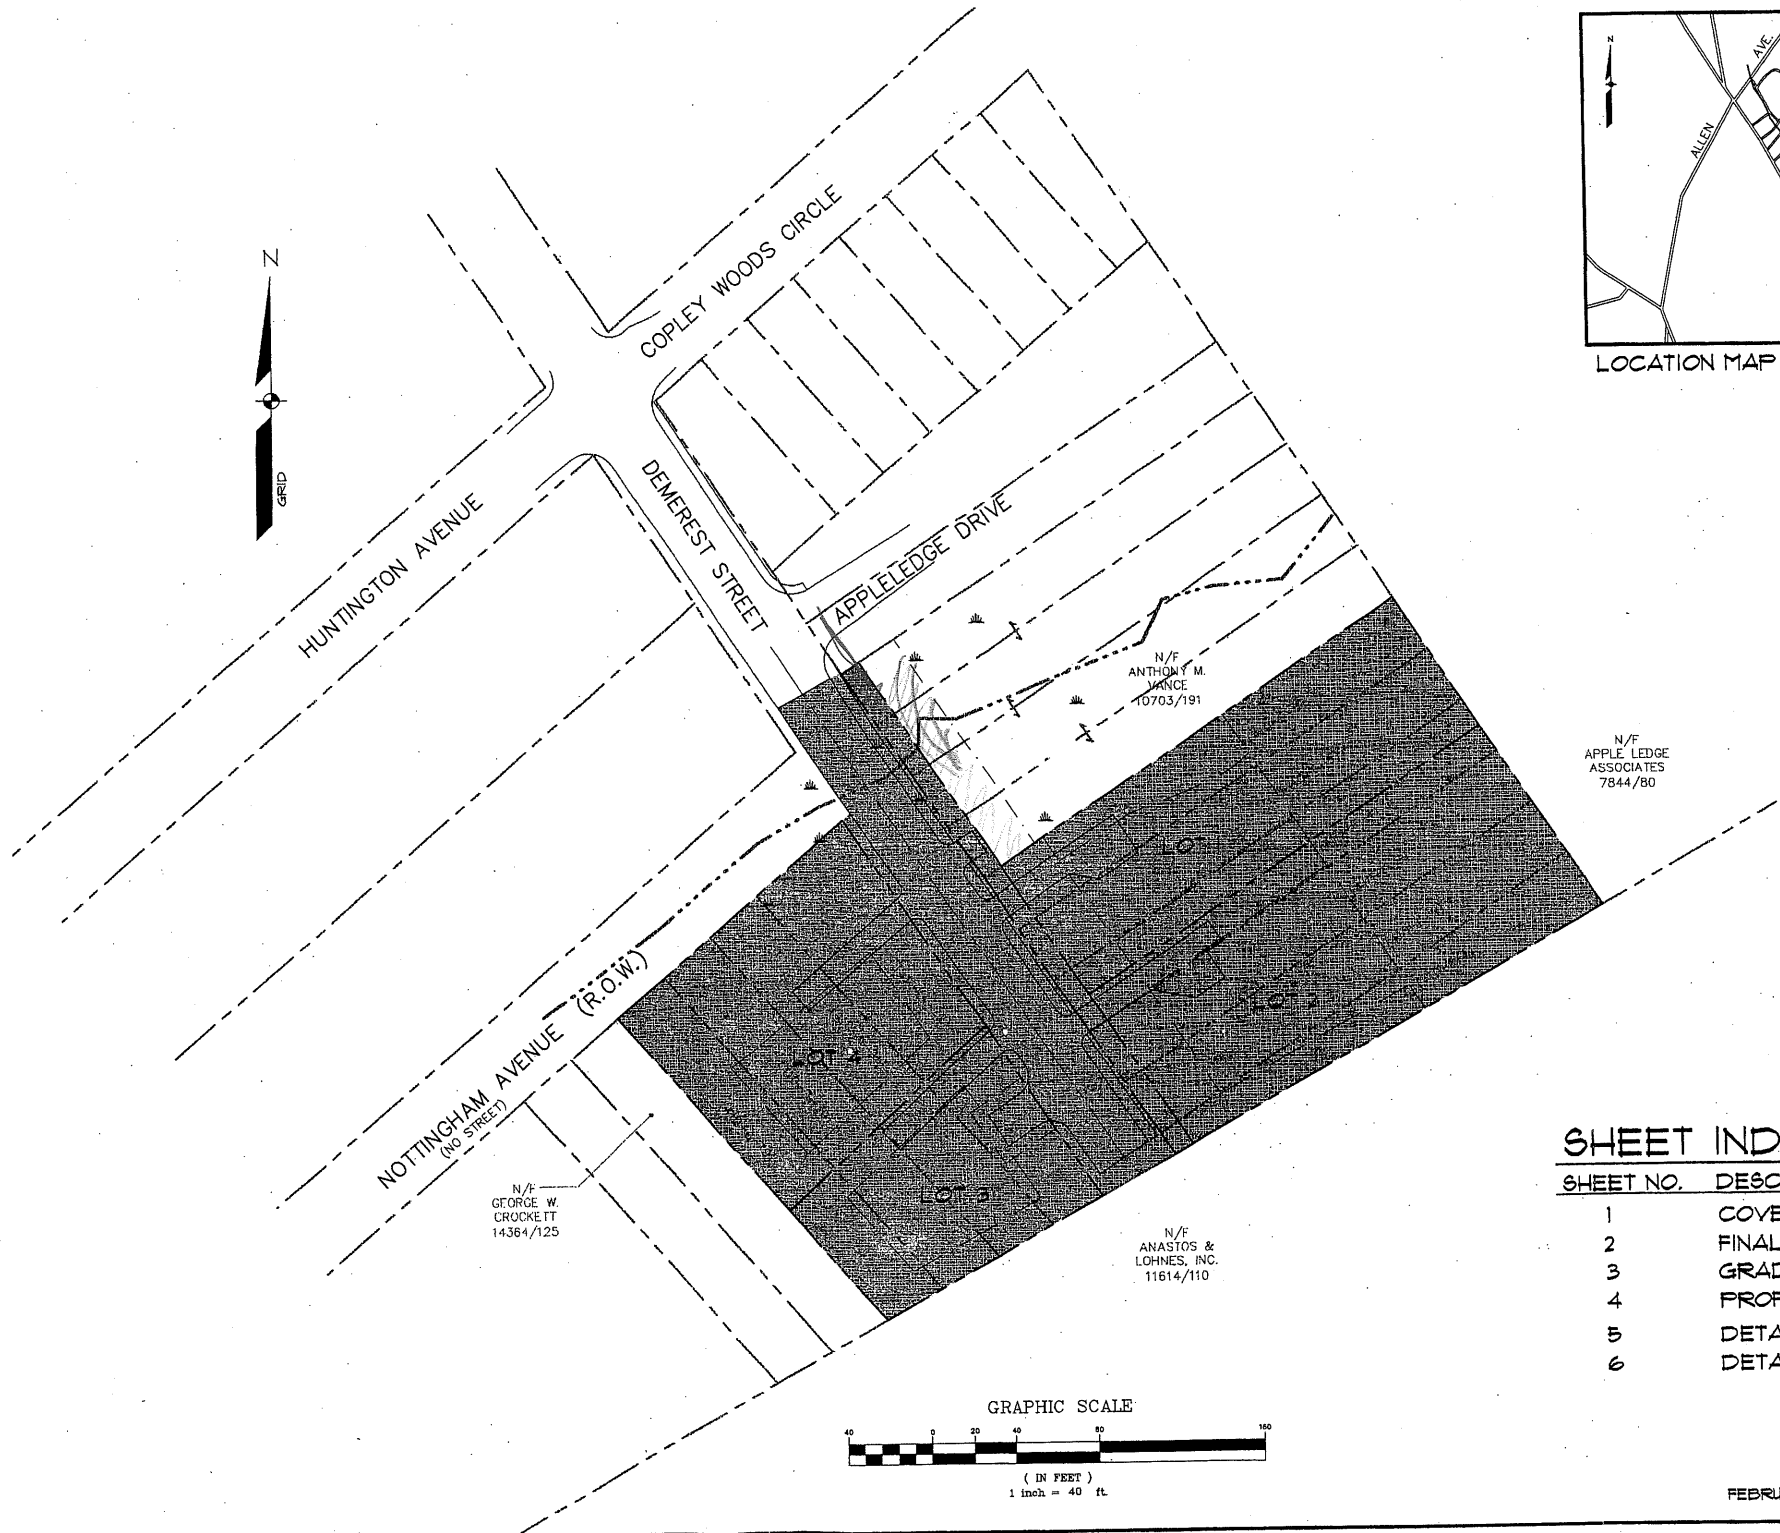 N
AVE.
ALLEN
LOCATION MAP
N
GRID
COPLEY WOODS CIRCLE
HUNTINGTON AVENUE
DEMEREST STREET
APPLELEDGE DRIVE
N/F
ANTHONY M.
VANCE
10703/191
N/F
APPLE LEDGE
ASSOCIATES
7844/80
LOT
LOT 4
LOT 3
NOTTINGHAM AVENUE (R.O.W.)
(NO STREET)
N/F
GEORGE W.
CROCKETT
14364/125
N/F
ANASTOS &
LOHNES, INC.
11614/110
SHEET IND
SHEET NO. DESC
1 COVE
2 FINAL
3 GRAD
4 PROF
5 DETA
6 DETA
GRAPHIC SCALE
40 0 20 40 80 160
( IN FEET )
1 inch = 40 ft.
FEBRU